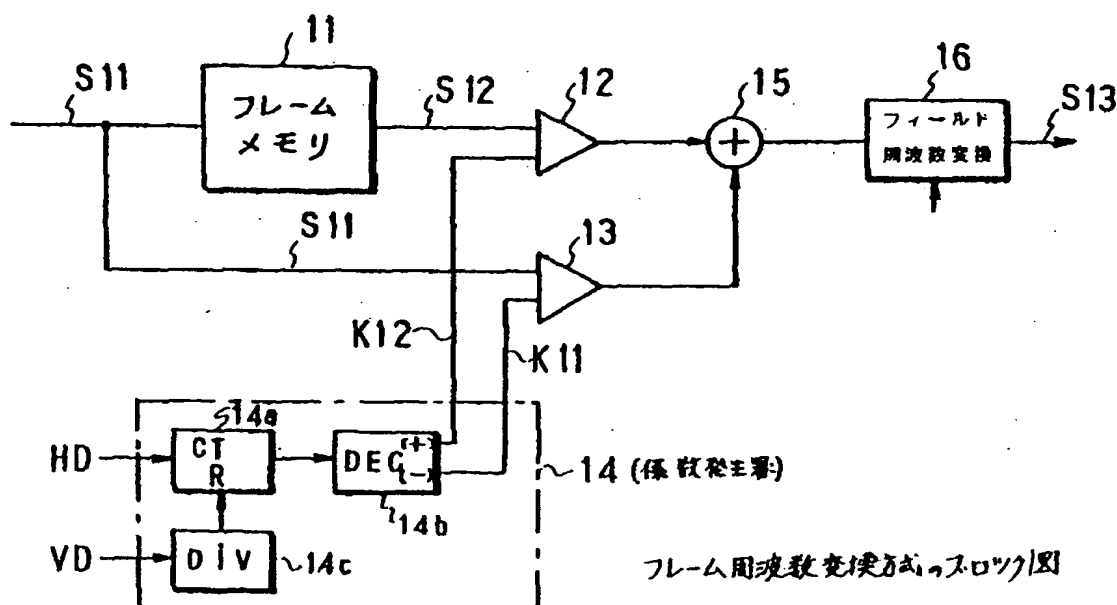 11
S11
フレーム
メモリ
S12
12
15
16
フィールド
周波数変換
S13
S11
13
K12
K11
14a
HD
CT
R
DEC (+)
(-)
14b
14 (係数発生器)
VD
DiV
14c
フレーム周波数変換方式のブロック図